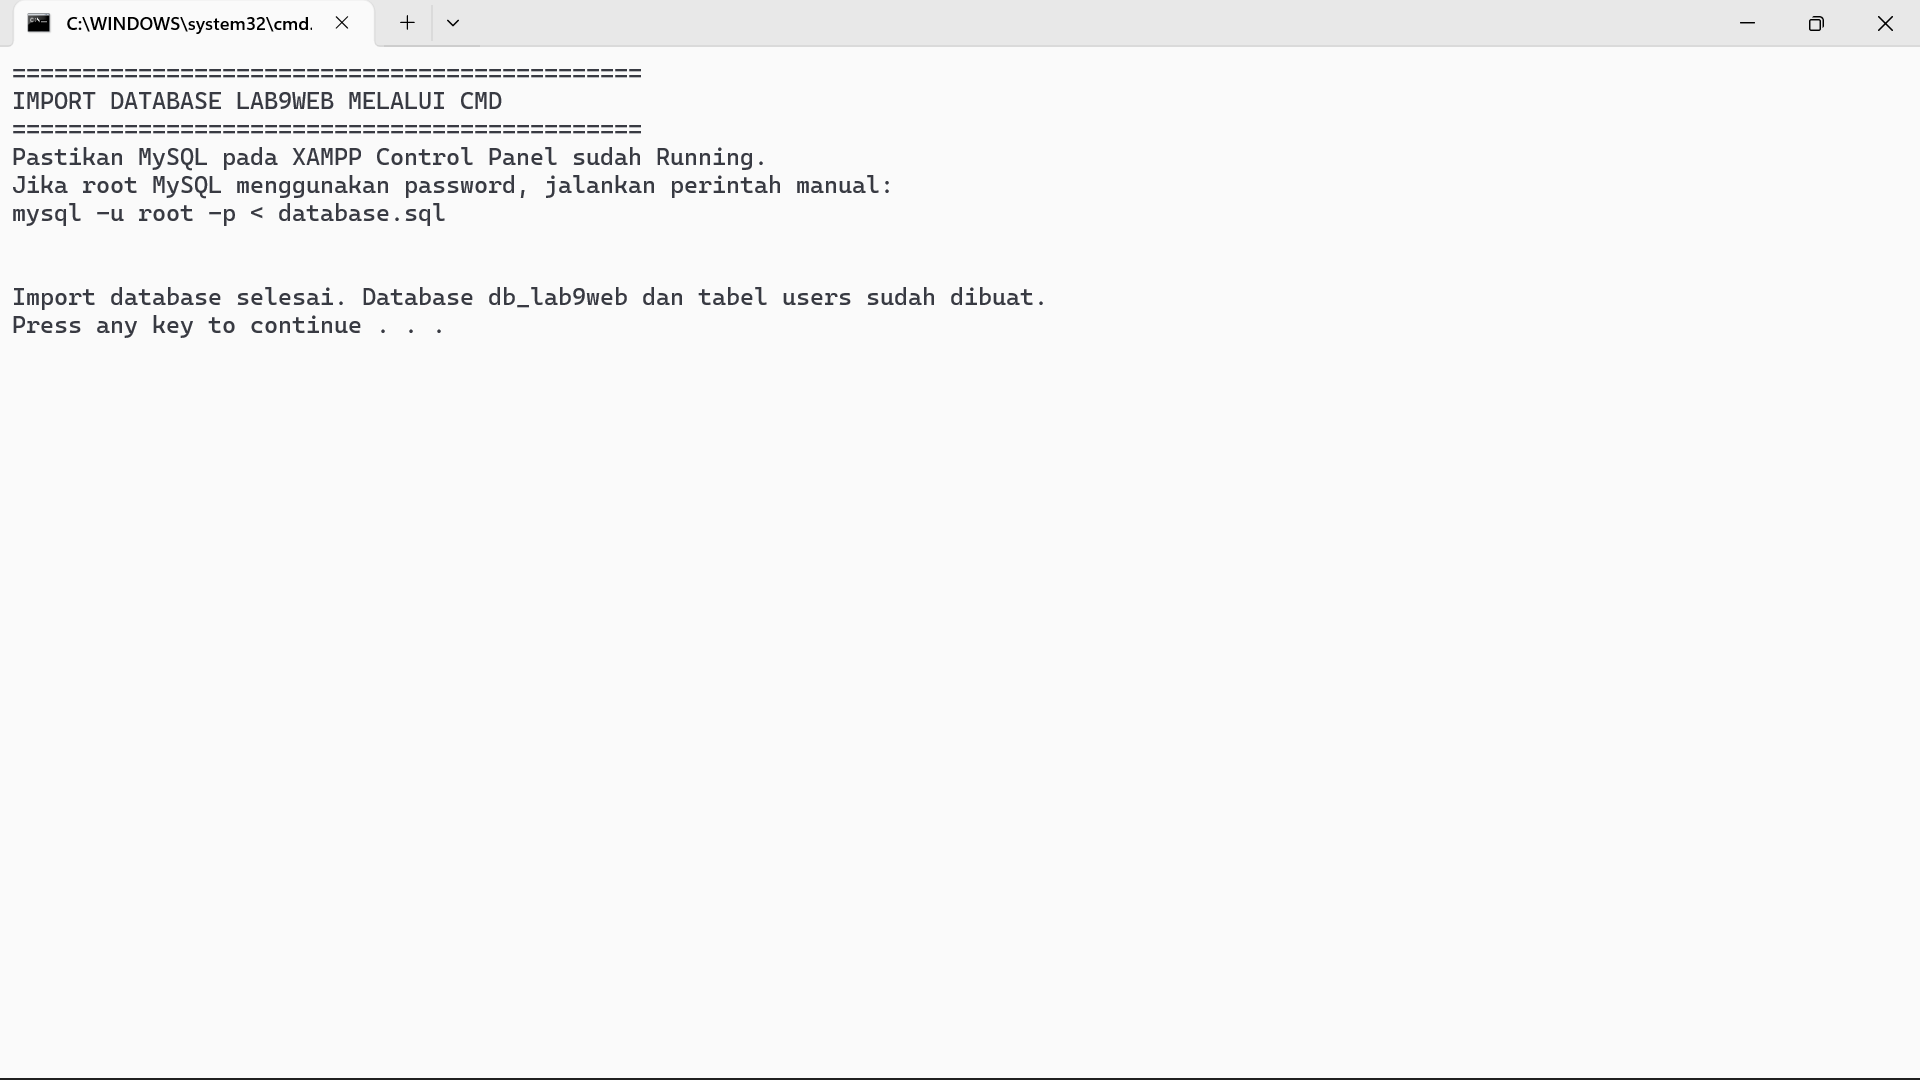 C:\WINDOWS\system32\cmd.
=============================================
IMPORT DATABASE LAB9WEB MELALUI CMD
=============================================
Pastikan MySQL pada XAMPP Control Panel sudah Running.
Jika root MySQL menggunakan password, jalankan perintah manual:
mysql -u root -p < database.sql
Import database selesai. Database db_lab9web dan tabel users sudah dibuat.
Press any key to continue . . .